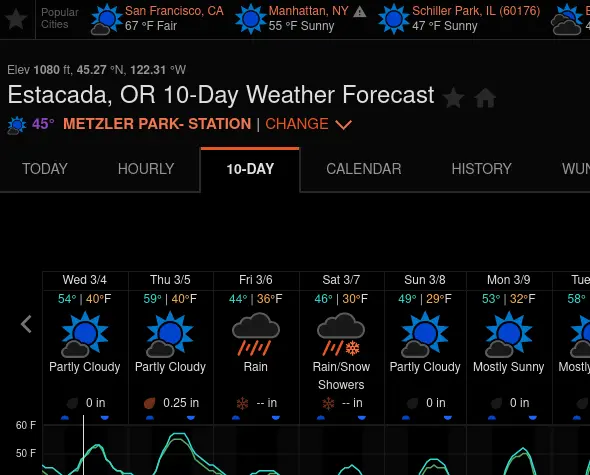 Popular Cities
San Francisco, CA
67 °F Fair
Manhattan, NY
55 °F Sunny
Schiller Park, IL (60176)
47 °F Sunny
Elev 1080 ft, 45.27 °N, 122.31 °W
Estacada, OR 10-Day Weather Forecast
45° METZLER PARK- STATION | CHANGE
TODAY HOURLY 10-DAY CALENDAR HISTORY WUN
Wed 3/4 Thu 3/5 Fri 3/6 Sat 3/7 Sun 3/8 Mon 3/9 Tue
54° | 40°F 59° | 40°F 44° | 36°F 46° | 30°F 49° | 29°F 53° | 32°F 58°
Partly Cloudy Partly Cloudy Rain Rain/Snow Showers Partly Cloudy Mostly Sunny Mostly
0 in 0.25 in -- in -- in 0 in 0 in
60 F
50 F